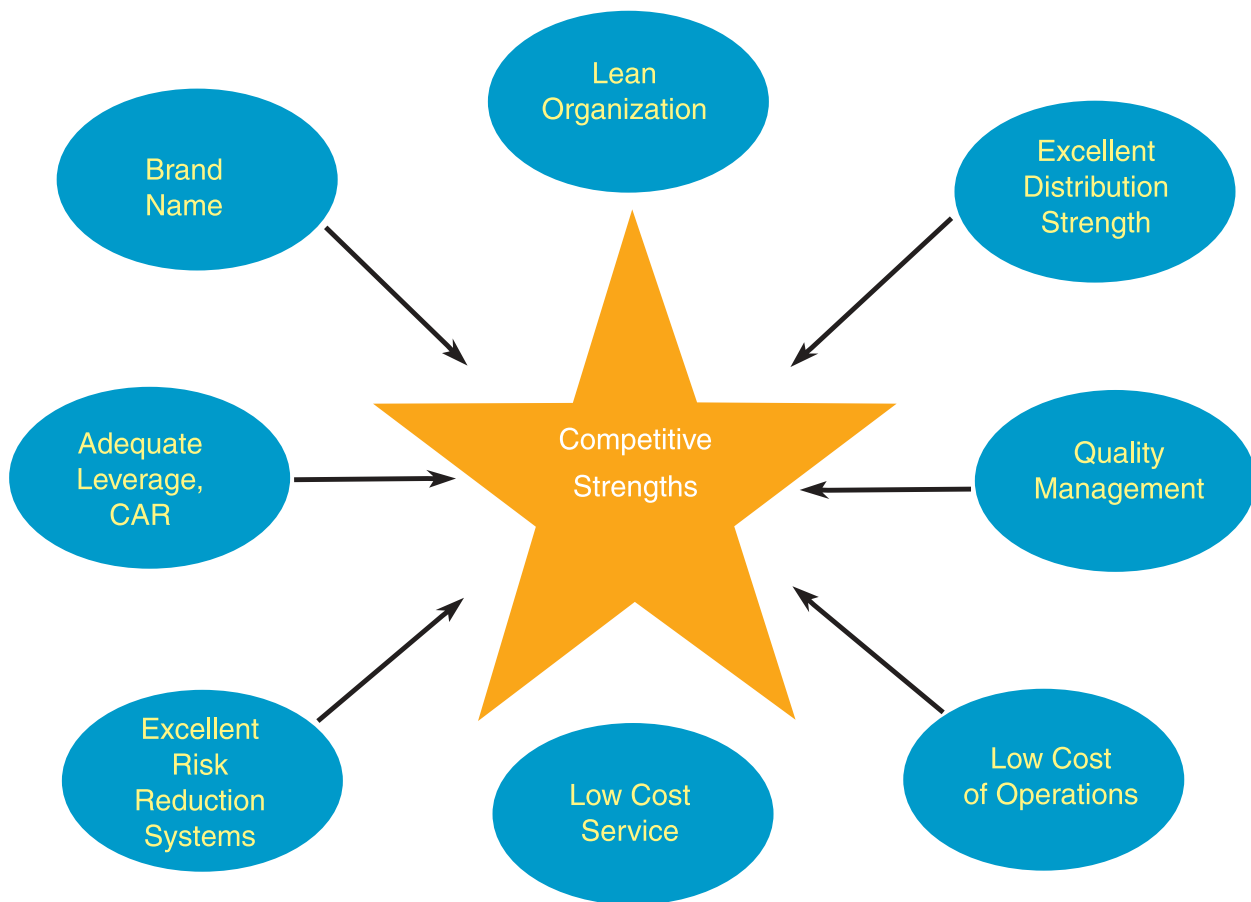 Lean
Organization
Brand
Name
Excellent
Distribution
Strength
Adequate
Leverage,
CAR
Competitive
Strengths
Quality
Management
Excellent
Risk
Reduction
Systems
Low Cost
Service
Low Cost
of Operations